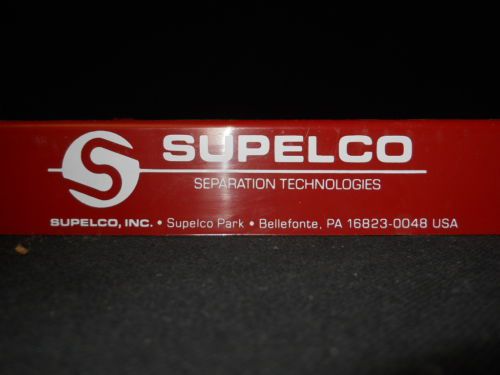 SUPELCO
SEPARATION TECHNOLOGIES
SUPELCO, INC. • Supelco Park • Bellefonte, PA 16823-0048 USA